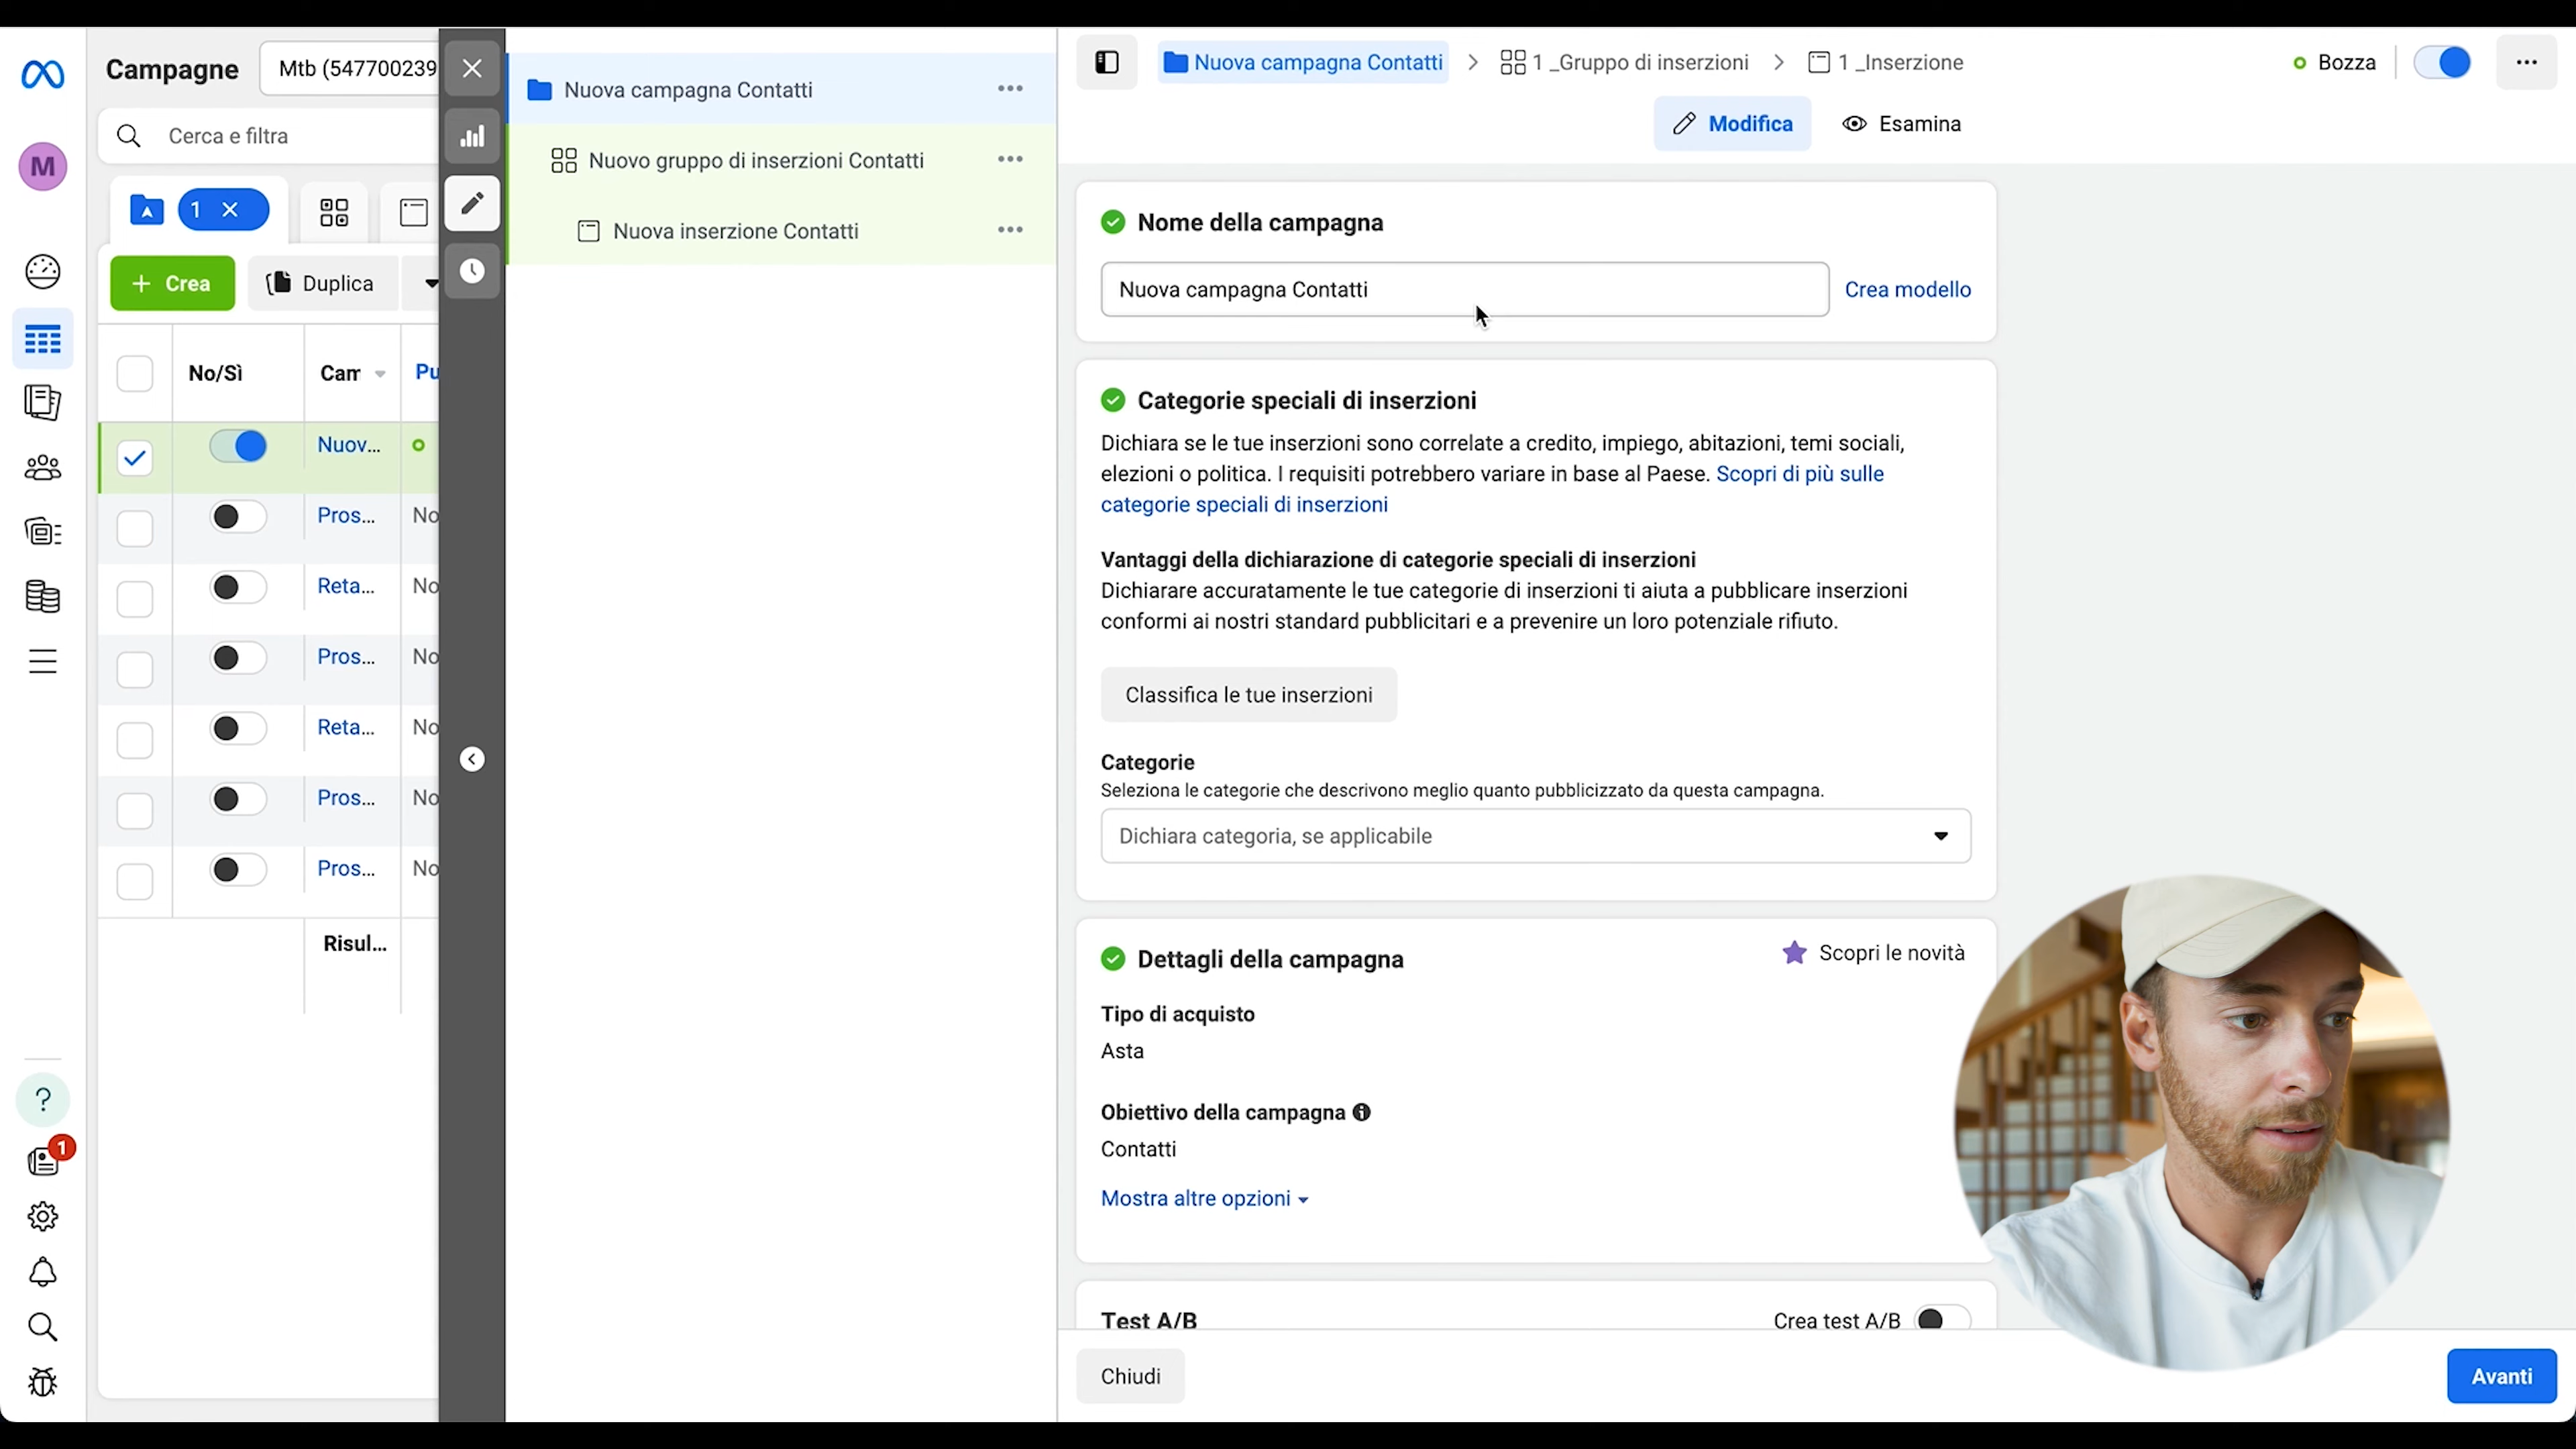 Campagne
Mtb (547700239
Cerca e filtra
M
1
Crea
Duplica
No/Sì
Cam
Pu
Nuov...
Pros...
No
Reta...
No
Pros...
No
Reta...
No
Pros...
No
Pros...
No
Risul...
?
1
Nuova campagna Contatti
Nuovo gruppo di inserzioni Contatti
Nuova inserzione Contatti
Nuova campagna Contatti
1 _Gruppo di inserzioni
1 _Inserzione
Bozza
Modifica
Esamina
Nome della campagna
Nuova campagna Contatti
Crea modello
Categorie speciali di inserzioni
Dichiara se le tue inserzioni sono correlate a credito, impiego, abitazioni, temi sociali,
elezioni o politica. I requisiti potrebbero variare in base al Paese. Scopri di più sulle
categorie speciali di inserzioni
Vantaggi della dichiarazione di categorie speciali di inserzioni
Dichiarare accuratamente le tue categorie di inserzioni ti aiuta a pubblicare inserzioni
conformi ai nostri standard pubblicitari e a prevenire un loro potenziale rifiuto.
Classifica le tue inserzioni
Categorie
Seleziona le categorie che descrivono meglio quanto pubblicizzato da questa campagna.
Dichiara categoria, se applicabile
Dettagli della campagna
Scopri le novità
Tipo di acquisto
Asta
Obiettivo della campagna
Contatti
Mostra altre opzioni
Test A/B
Crea test A/B
Chiudi
Avanti